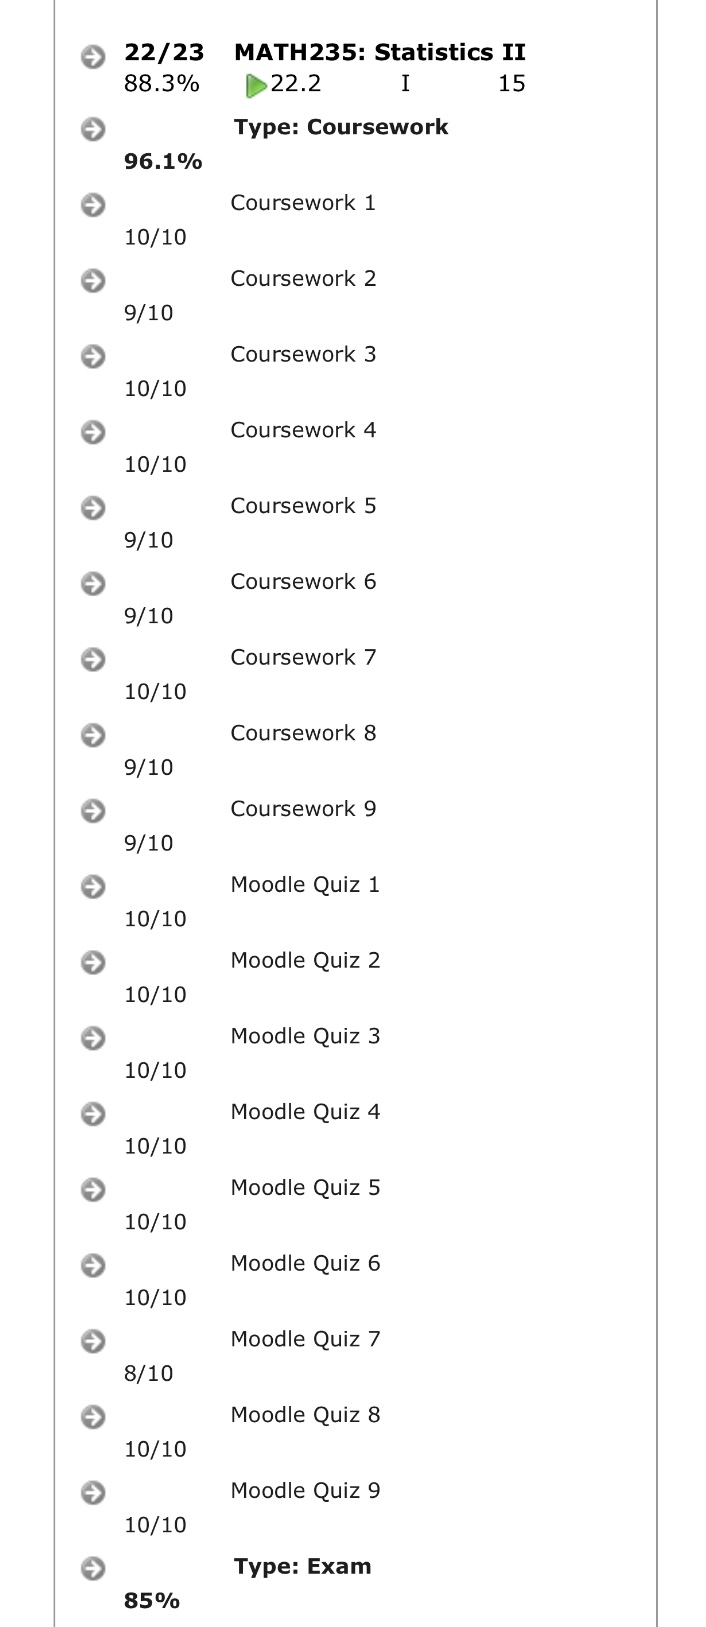 22/23 MATH235: Statistics II
88.3% 22.2 I 15
Type: Coursework
96.1%
Coursework 1
10/10
Coursework 2
9/10
Coursework 3
10/10
Coursework 4
10/10
Coursework 5
9/10
Coursework 6
9/10
Coursework 7
10/10
Coursework 8
9/10
Coursework 9
9/10
Moodle Quiz 1
10/10
Moodle Quiz 2
10/10
Moodle Quiz 3
10/10
Moodle Quiz 4
10/10
Moodle Quiz 5
10/10
Moodle Quiz 6
10/10
Moodle Quiz 7
8/10
Moodle Quiz 8
10/10
Moodle Quiz 9
10/10
Type: Exam
85%